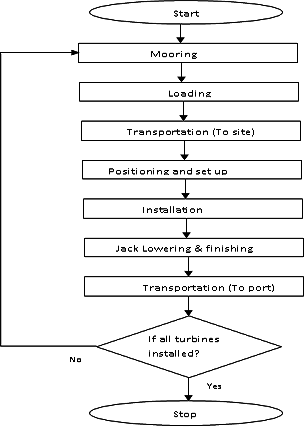 Start
Mooring
Loading
Transportation (To site)
Positioning and set up
Installation
Jack Lowering & finishing
Transportation (To port)
If all turbines
installed?
No
Yes
Stop